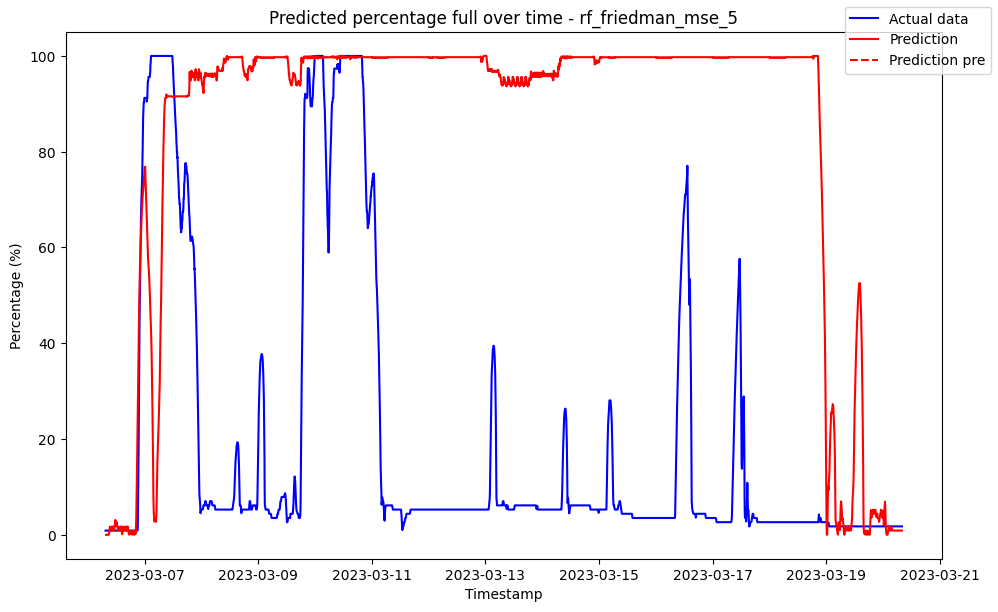 Predicted percentage full over time - rf_friedman_mse_5
Actual data
Prediction
Prediction pre
Percentage (%)
100
80
60
40
20
0
2023-03-07
2023-03-09
2023-03-11
2023-03-13
2023-03-15
2023-03-17
2023-03-19
2023-03-21
Timestamp